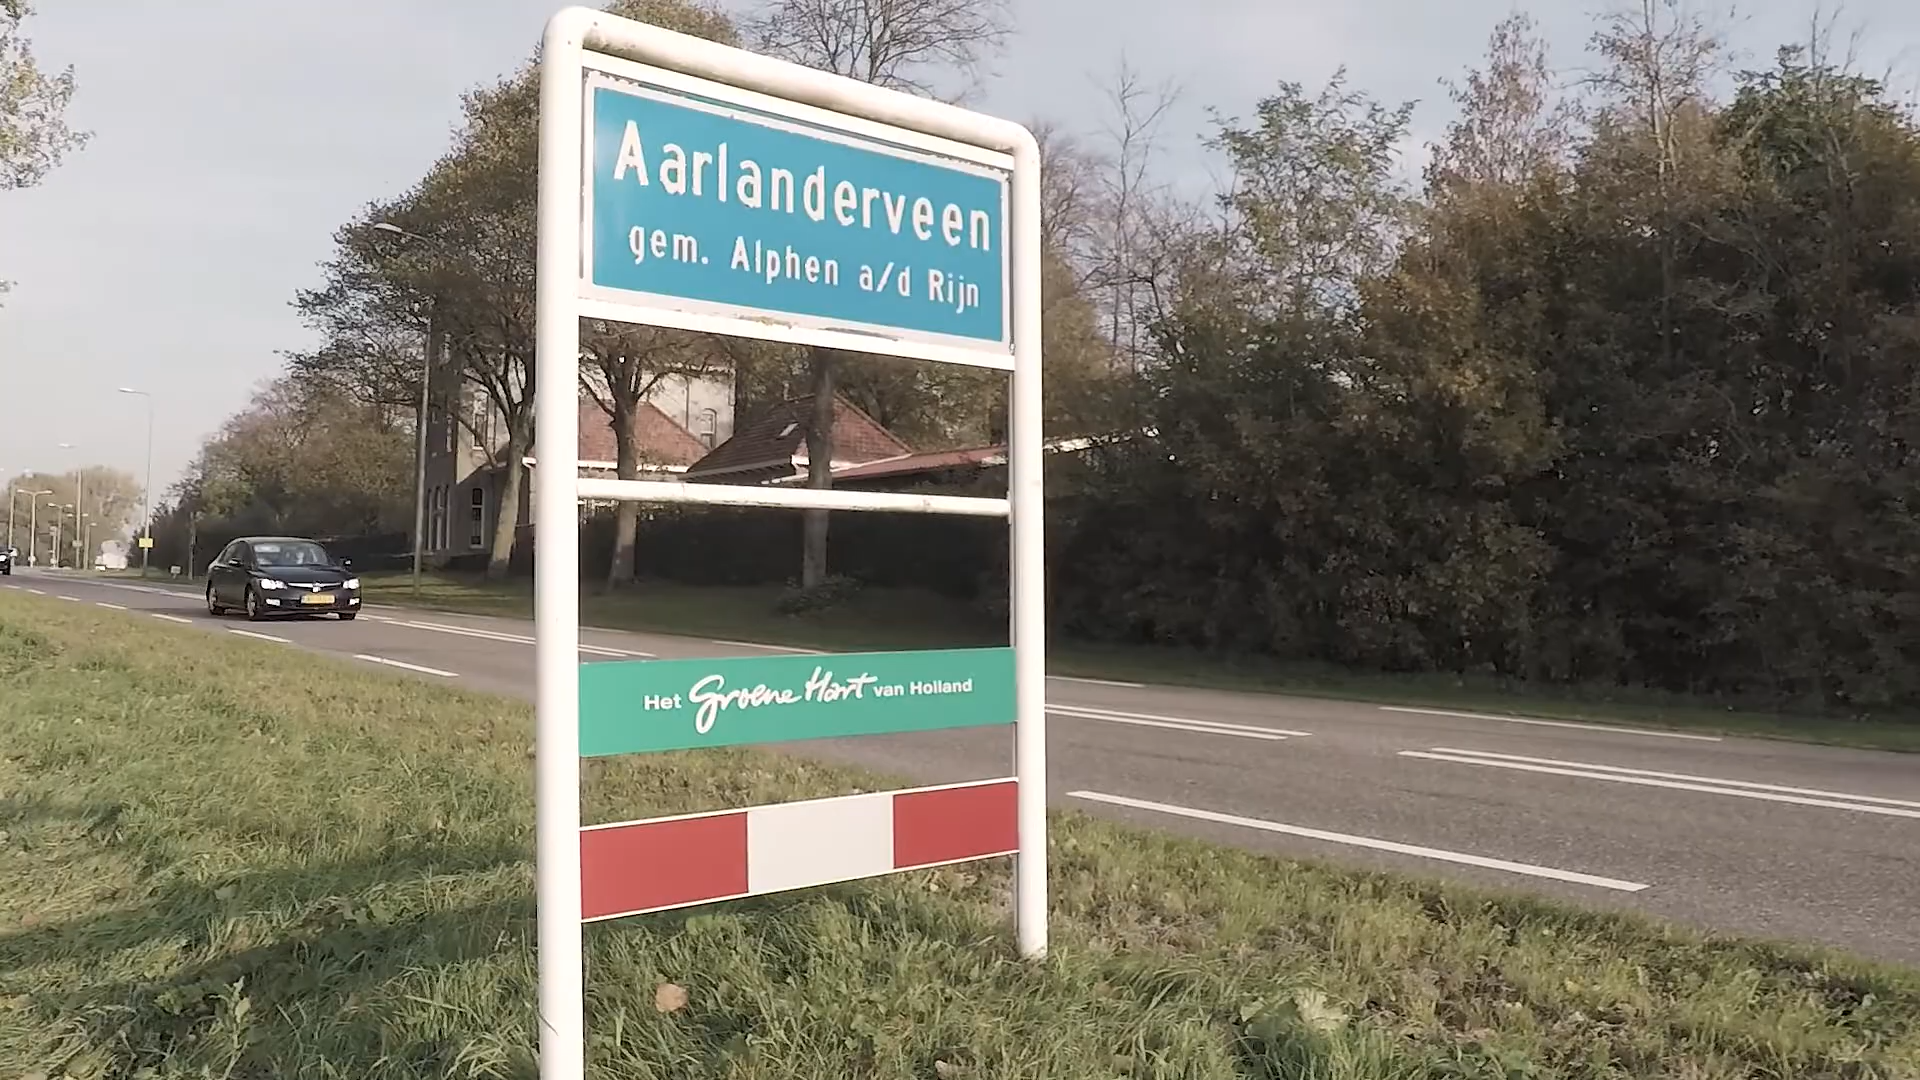 Aarlanderveen
gem. Alphen a/d Rijn
Het Groene Hart van Holland